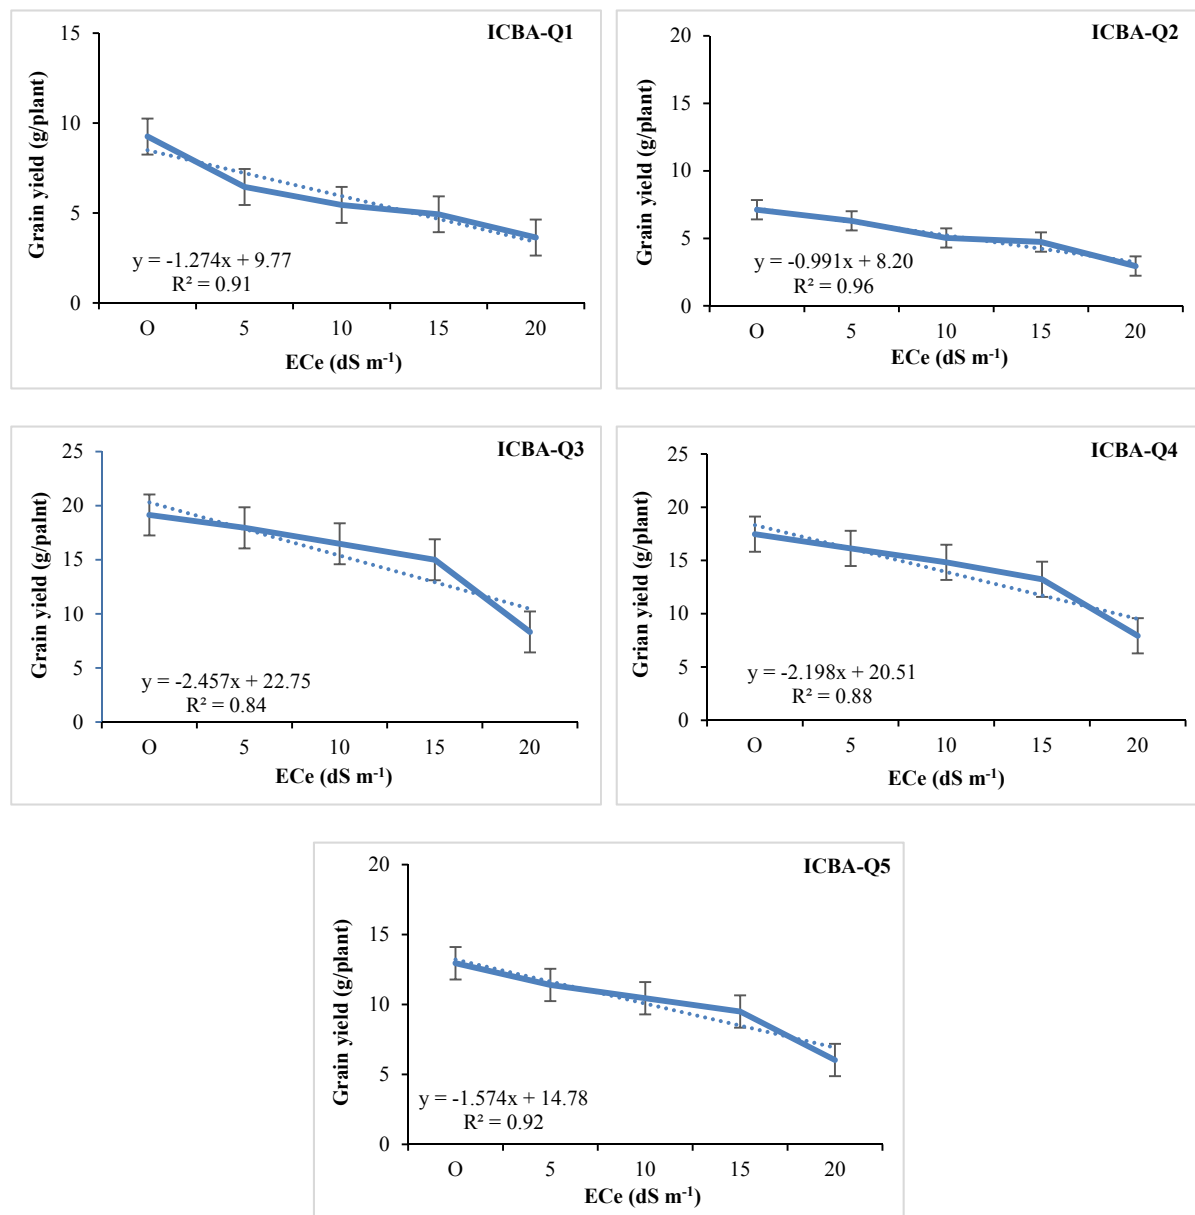 ICBA-Q1
Grain yield (g/plant)
15
10
5
0
y = -1.274x + 9.77
R² = 0.91
O 5 10 15 20
ECe (dS m⁻¹)
ICBA-Q2
Grain yield (g/plant)
20
15
10
5
0
y = -0.991x + 8.20
R² = 0.96
O 5 10 15 20
ECe (dS m⁻¹)
ICBA-Q3
Grain yield (g/palnt)
25
20
15
10
5
0
y = -2.457x + 22.75
R² = 0.84
O 5 10 15 20
ECe (dS m⁻¹)
ICBA-Q4
Grian yield (g/plant)
25
20
15
10
5
0
y = -2.198x + 20.51
R² = 0.88
O 5 10 15 20
ECe (dS m⁻¹)
ICBA-Q5
Grain yield (g/plant)
20
15
10
5
0
y = -1.574x + 14.78
R² = 0.92
O 5 10 15 20
ECe (dS m⁻¹)